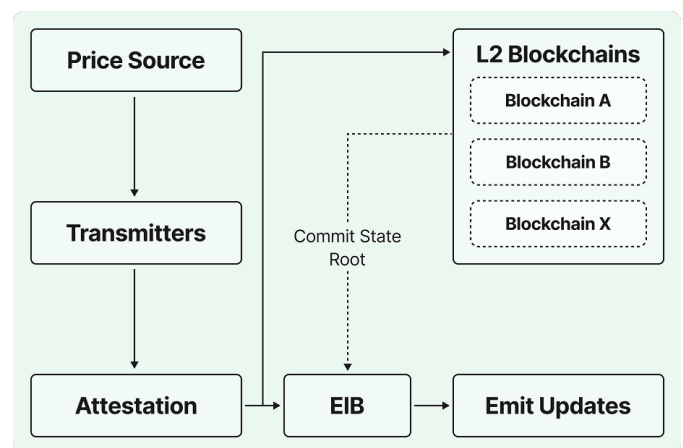 Price Source
L2 Blockchains
Blockchain A
Blockchain B
Blockchain X
Transmitters
Commit State
Root
Attestation
EIB
Emit Updates